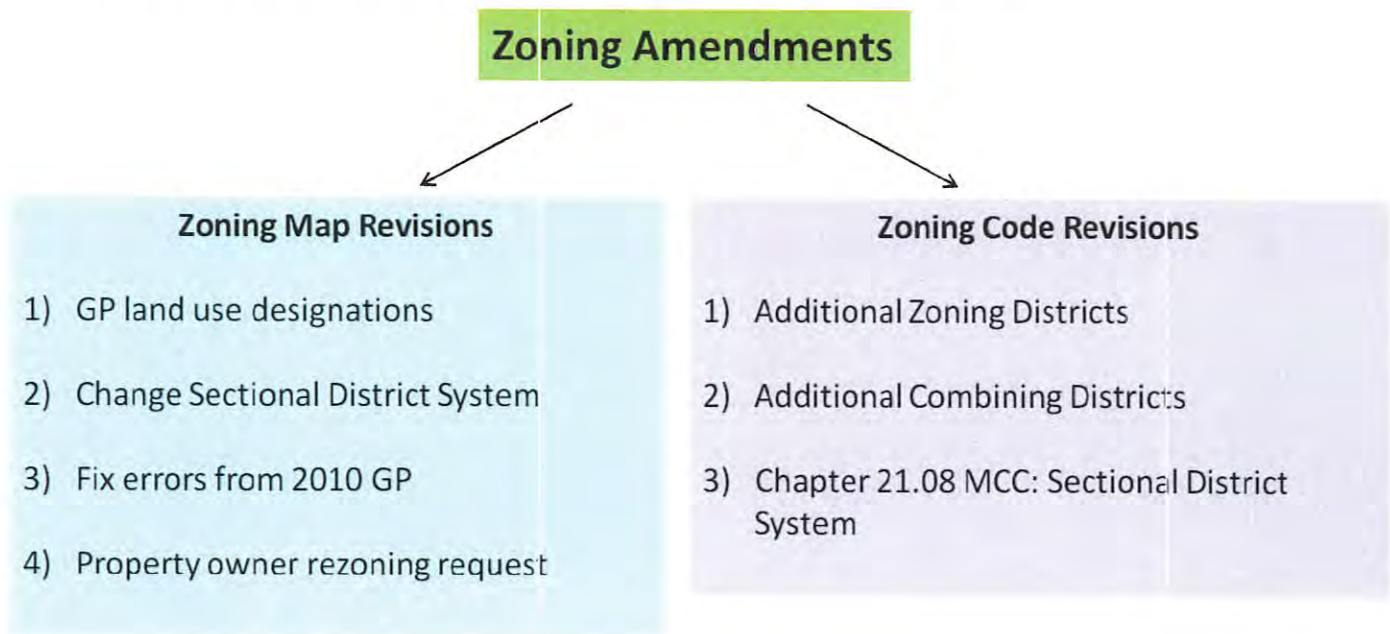 Zoning Amendments
Zoning Map Revisions
1) GP land use designations
2) Change Sectional District System
3) Fix errors from 2010 GP
4) Property owner rezoning request
Zoning Code Revisions
1) Additional Zoning Districts
2) Additional Combining Districts
3) Chapter 21.08 MCC: Sectional District
System